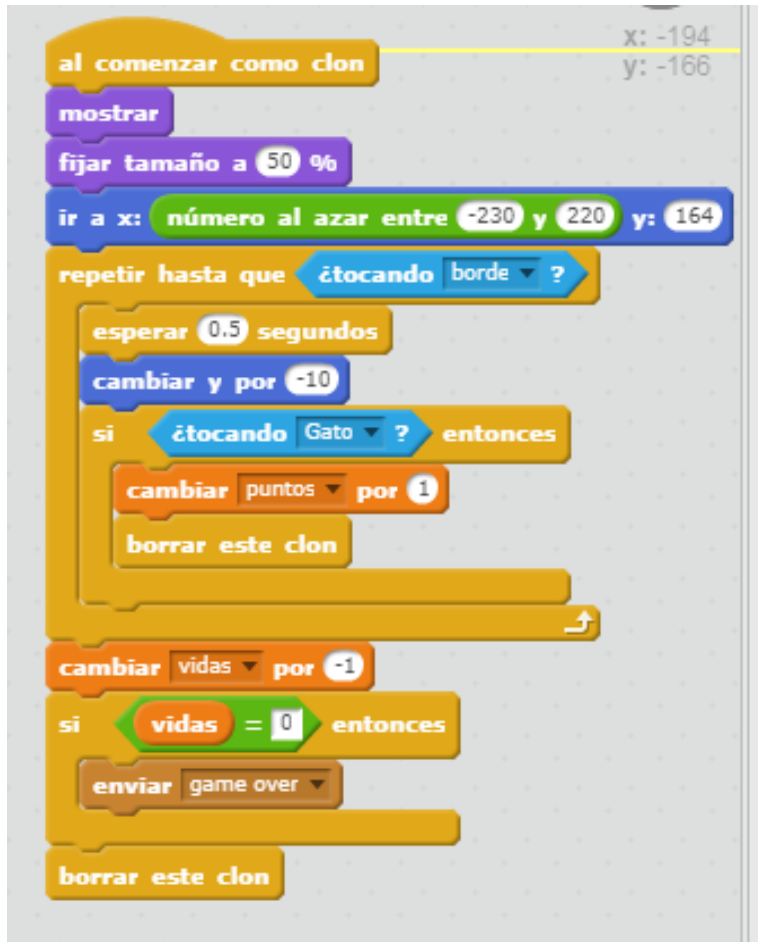 x: -194
y: -166
al comenzar como clon
mostrar
fijar tamaño a 50 %
ir a x: número al azar entre -230 y 220 y: 164
repetir hasta que ¿tocando borde ?
esperar 0.5 segundos
cambiar y por -10
si ¿tocando Gato ? entonces
cambiar puntos por 1
borrar este clon
cambiar vidas por -1
si vidas = 0 entonces
enviar game over
borrar este clon